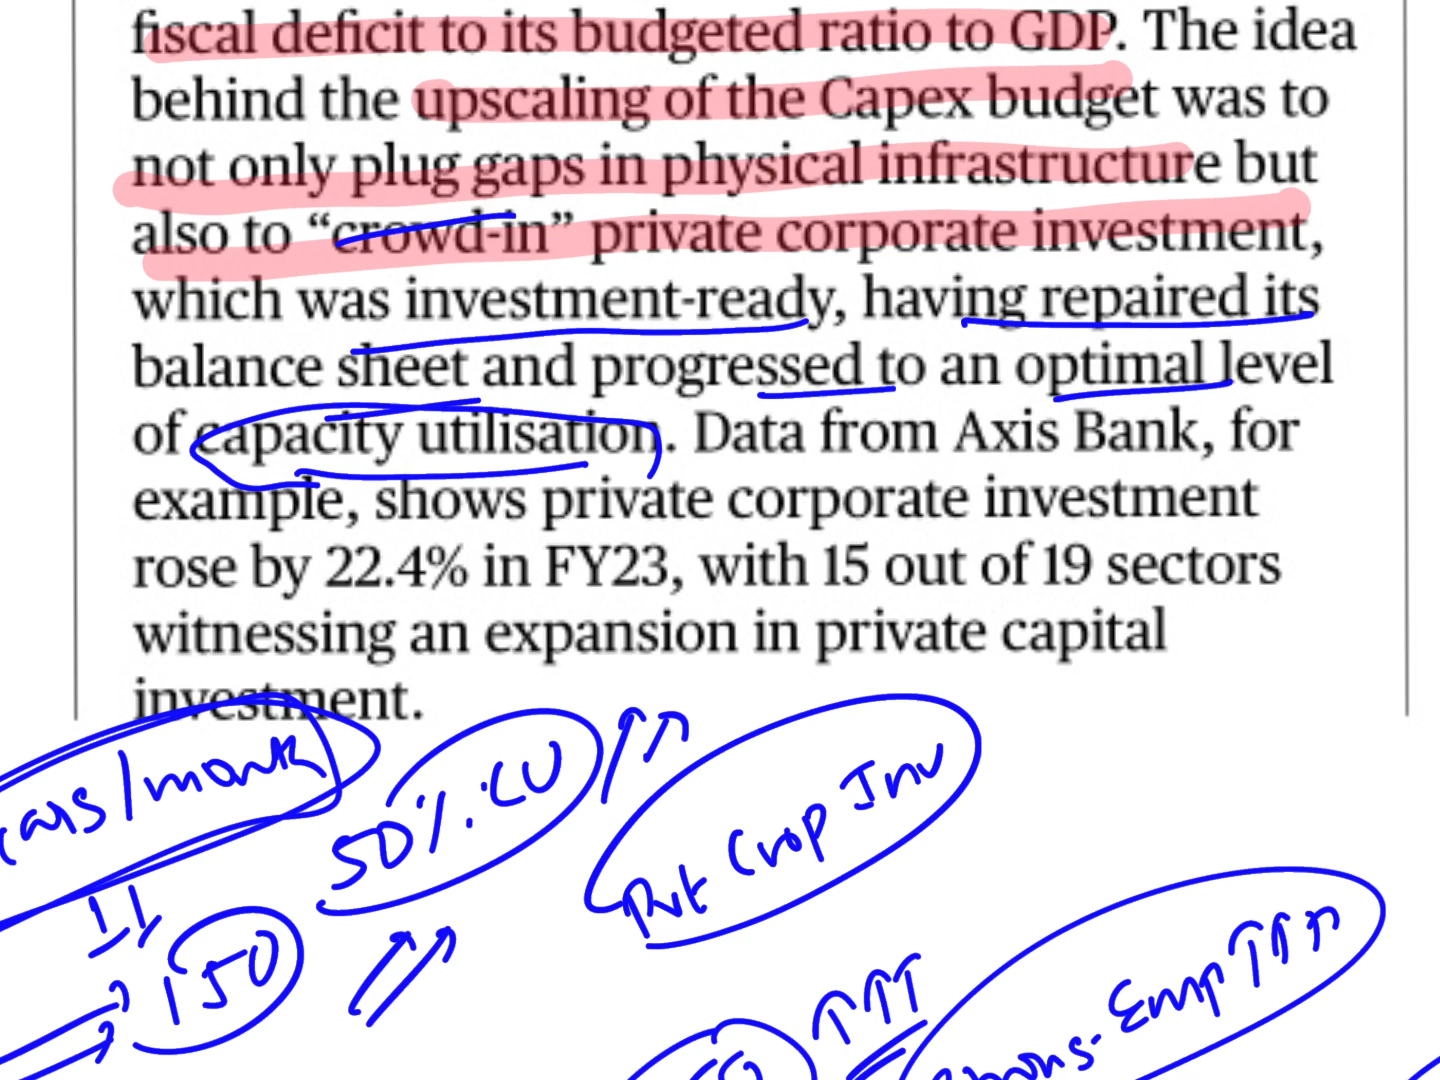 fiscal deficit to its budgeted ratio to GDP. The idea
behind the upscaling of the Capex budget was to
not only plug gaps in physical infrastructure but
also to “crowd-in” private corporate investment,
which was investment-ready, having repaired its
balance sheet and progressed to an optimal level
of capacity utilisation. Data from Axis Bank, for
example, shows private corporate investment
rose by 22.4% in FY23, with 15 out of 19 sectors
witnessing an expansion in private capital
investment.
cars/month
50%.CU
Pvt Crop Inv
150
Emp